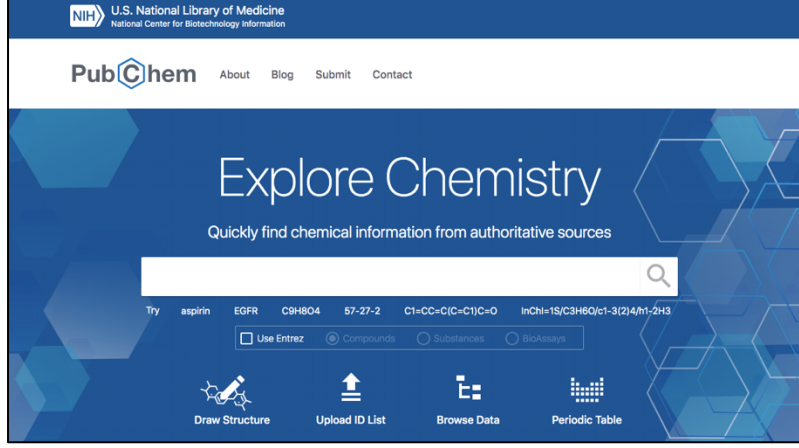 NIH U.S. National Library of Medicine
National Center for Biotechnology Information
PubChem About Blog Submit Contact
Explore Chemistry
Quickly find chemical information from authoritative sources
Try aspirin EGFR C9H8O4 57-27-2 C1=CC=C(C=C1)C=O InChI=1S/C3H6O/c1-3(2)4/h1-2H3
Use Entrez Compounds Substances BioAssays
Draw Structure Upload ID List Browse Data Periodic Table